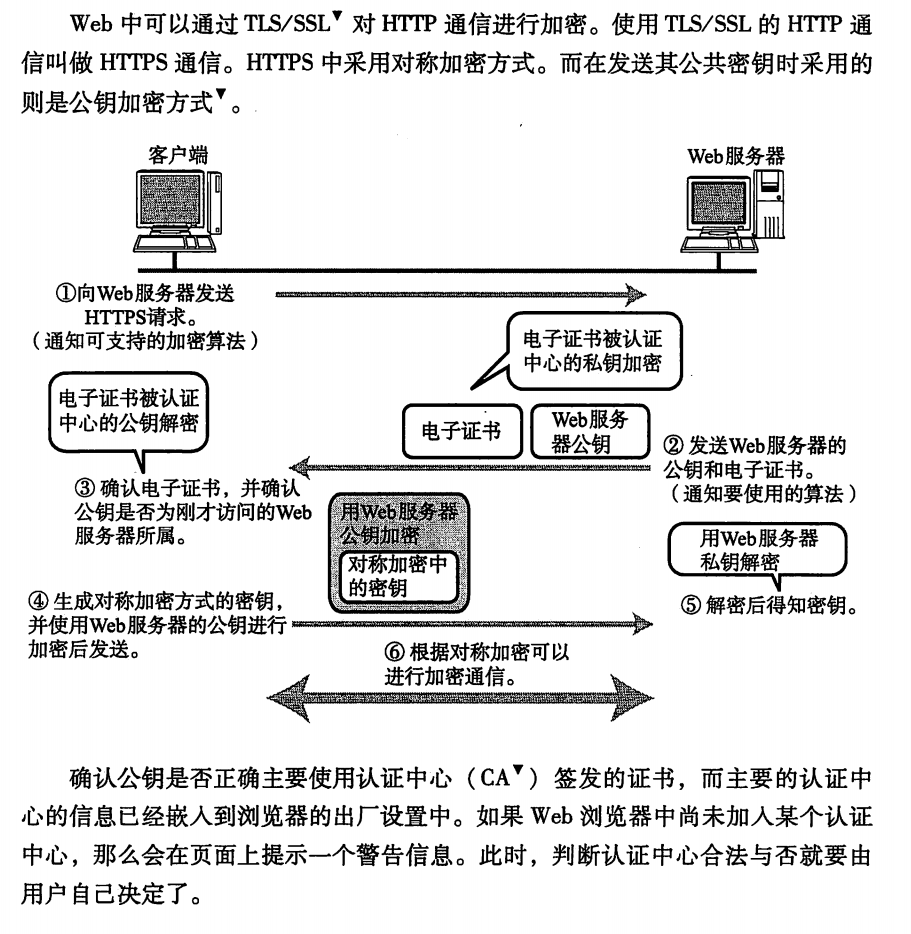 Web 中可以通过 TLS/SSL▼ 对 HTTP 通信进行加密。使用 TLS/SSL 的 HTTP 通
信叫做 HTTPS 通信。HTTPS 中采用对称加密方式。而在发送其公共密钥时采用的
则是公钥加密方式▼。
客户端
Web服务器
①向Web服务器发送
HTTPS请求。
（通知可支持的加密算法）
电子证书被认证
中心的私钥加密
电子证书被认证
中心的公钥解密
电子证书
Web服务
器公钥
② 发送Web服务器的
公钥和电子证书。
（通知要使用的算法）
③ 确认电子证书，并确认
公钥是否为刚才访问的Web
服务器所属。
用Web服务器
公钥加密
对称加密中
的密钥
用Web服务器
私钥解密
④ 生成对称加密方式的密钥，
并使用Web服务器的公钥进行
加密后发送。
⑤ 解密后得知密钥。
⑥ 根据对称加密可以
进行加密通信。
确认公钥是否正确主要使用认证中心（CA▼）签发的证书，而主要的认证中
心的信息已经嵌入到浏览器的出厂设置中。如果 Web 浏览器中尚未加入某个认证
中心，那么会在页面上提示一个警告信息。此时，判断认证中心合法与否就要由
用户自己决定了。